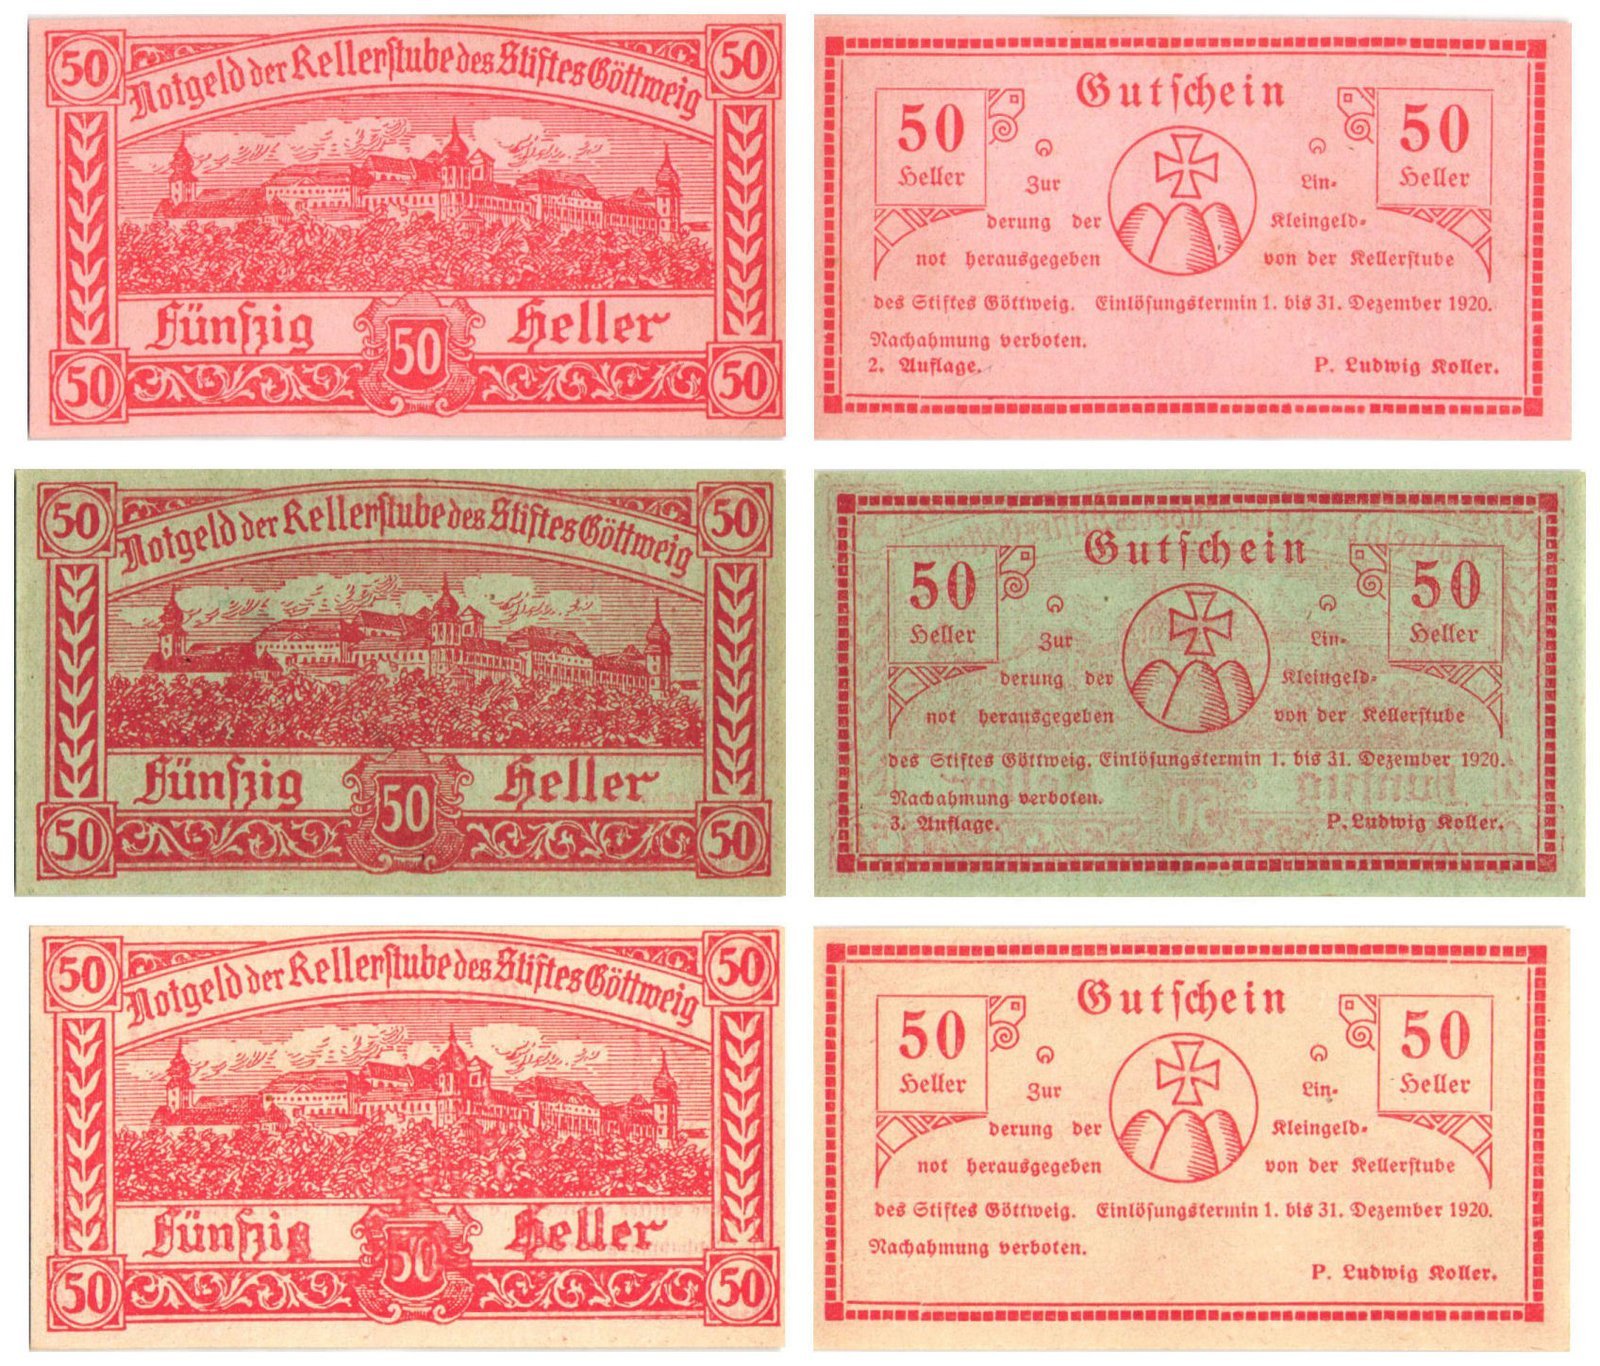 50 50
Notgeld der Kellerstube des Stiftes Göttweig
Fünfzig 50 Heller
50 50
Gutschein
50 50
Heller Heller
Zur Lin-
derung der Kleingeld-
not herausgegeben von der Kellerstube
des Stiftes Göttweig. Einlösungstermin 1. bis 31. Dezember 1920.
Nachahmung verboten.
2. Auflage. P. Ludwig Koller.
50 50
Notgeld der Kellerstube des Stiftes Göttweig
Fünfzig 50 Heller
50 50
Gutschein
50 50
Heller Heller
Zur Lin-
derung der Kleingeld-
not herausgegeben von der Kellerstube
des Stiftes Göttweig. Einlösungstermin 1. bis 31. Dezember 1920.
Nachahmung verboten.
3. Auflage. P. Ludwig Koller.
50 50
Notgeld der Kellerstube des Stiftes Göttweig
Fünfzig 50 Heller
50 50
Gutschein
50 50
Heller Heller
Zur Lin-
derung der Kleingeld-
not herausgegeben von der Kellerstube
des Stiftes Göttweig. Einlösungstermin 1. bis 31. Dezember 1920.
Nachahmung verboten.
P. Ludwig Koller.